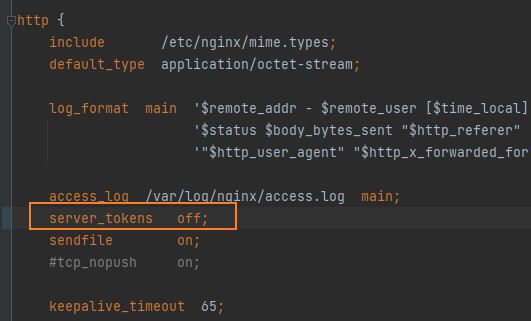 http {
include /etc/nginx/mime.types;
default_type application/octet-stream;
log_format main '$remote_addr - $remote_user [$time_local]
'$status $body_bytes_sent "$http_referer"
'"$http_user_agent" "$http_x_forwarded_for
access_log /var/log/nginx/access.log main;
server_tokens off;
sendfile on;
#tcp_nopush on;
keepalive_timeout 65;